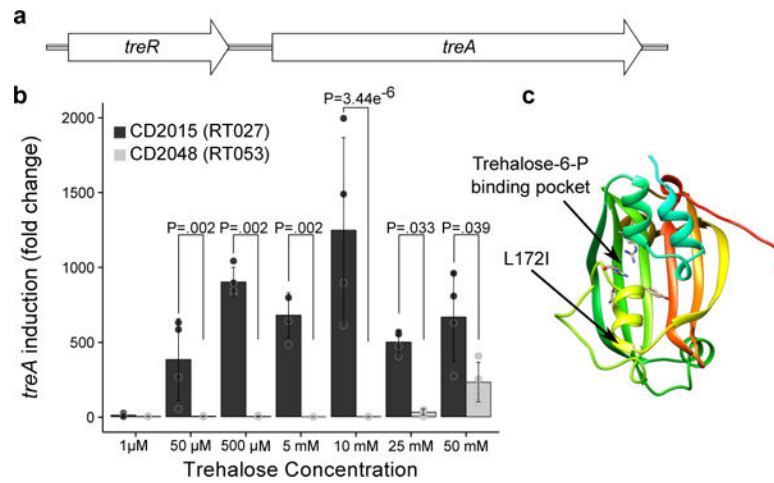 a
treR
treA
b
P=3.44e-6
2000
CD2015 (RT027)
CD2048 (RT053)
1500
P=.002
P=.002
P=.002
P=.033
P=.039
1000
500
0
treA induction (fold change)
1µM
50 µM
500 µM
5 mM
10 mM
25 mM
50 mM
Trehalose Concentration
c
Trehalose-6-P
binding pocket
L172I